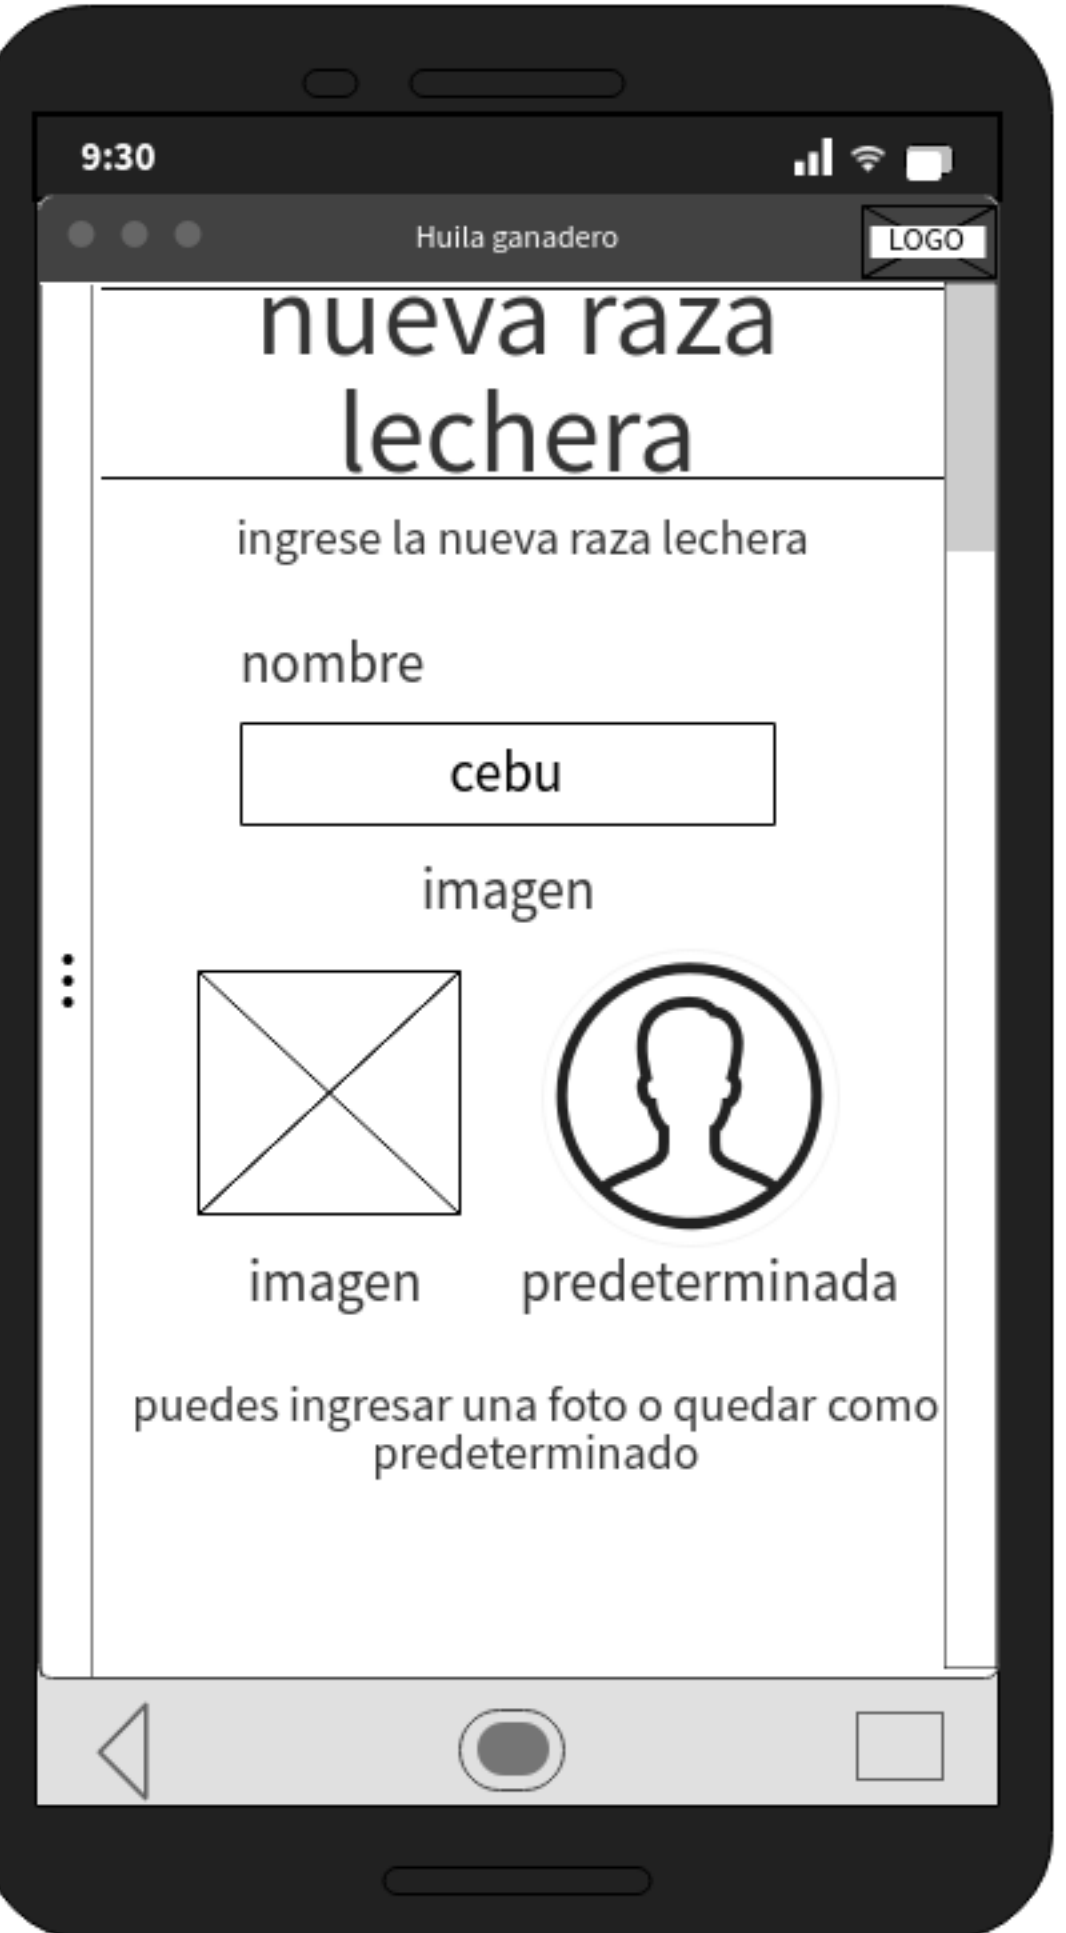 9:30
Huila ganadero
LOGO
nueva raza
lechera
ingrese la nueva raza lechera
nombre
cebu
imagen
imagen
predeterminada
puedes ingresar una foto o quedar como
predeterminado